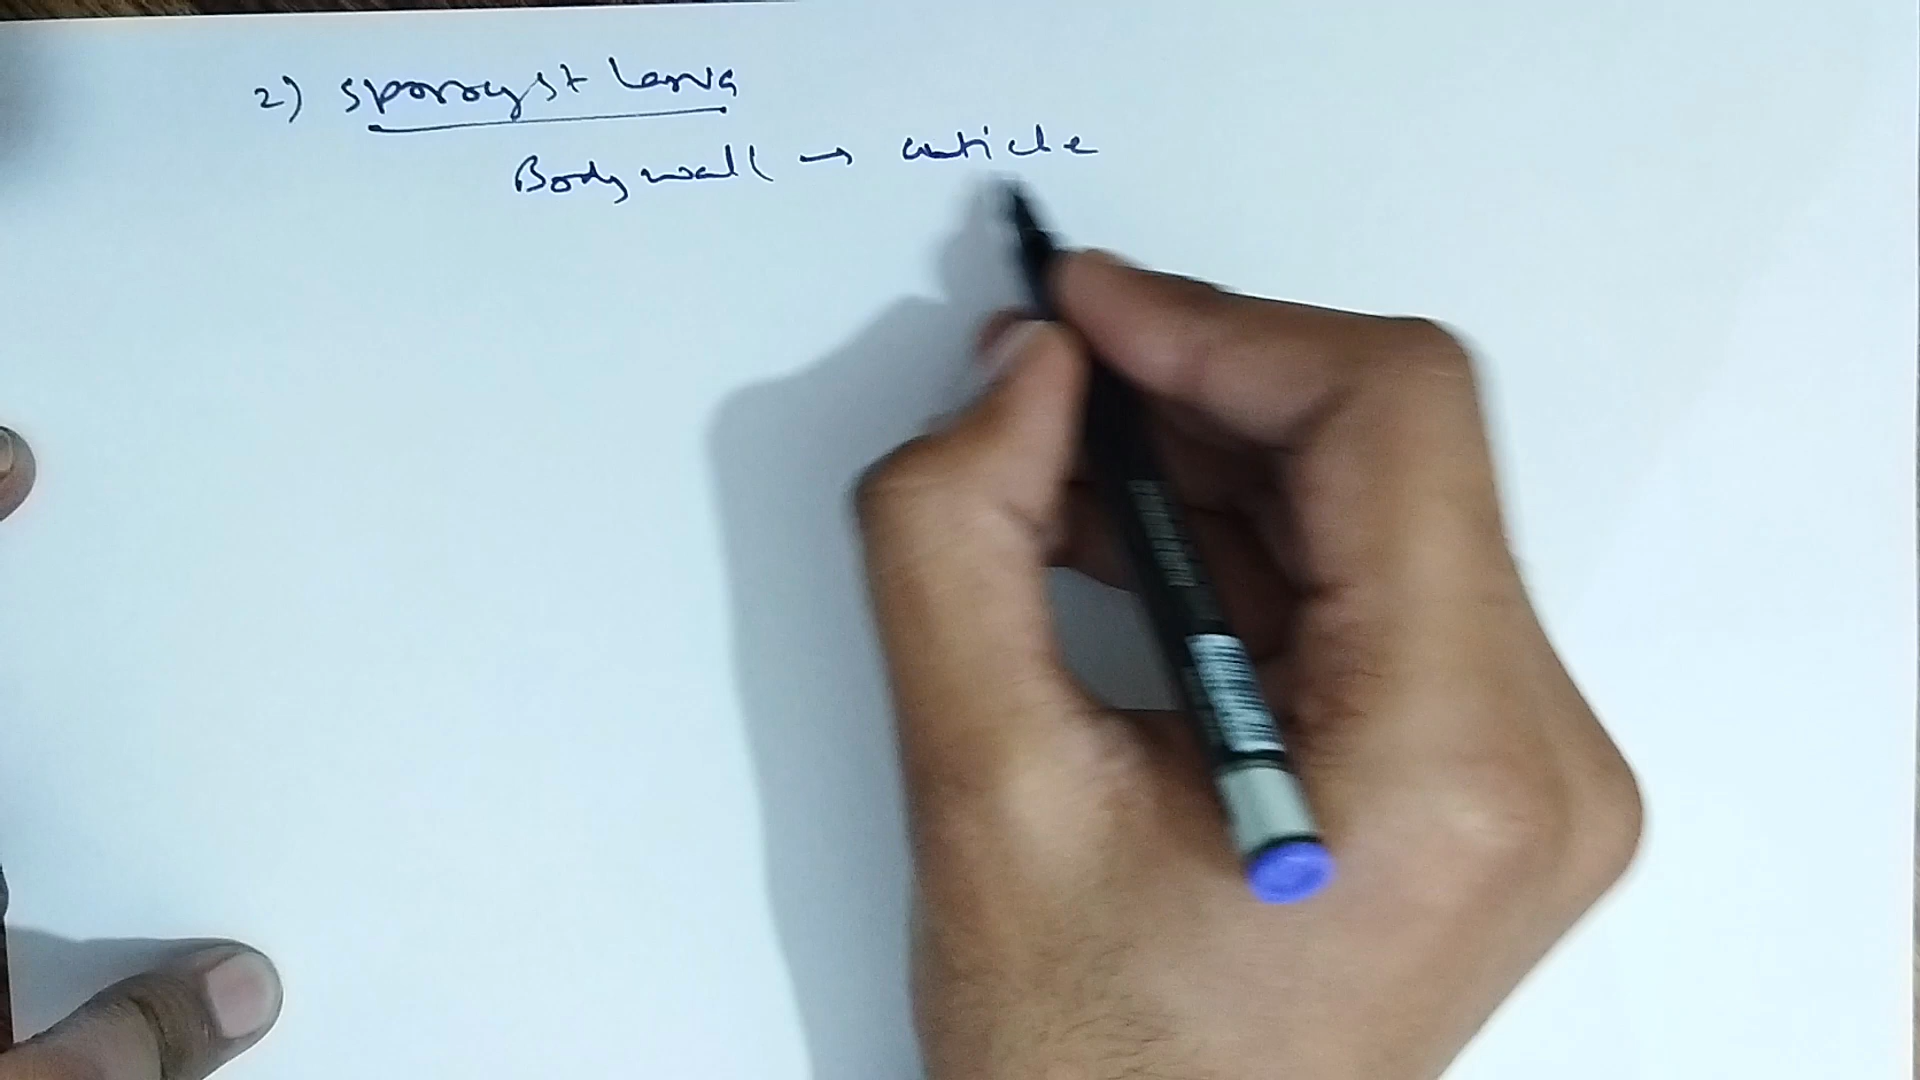 2) sporocyst Larva
Body wall → cuticle